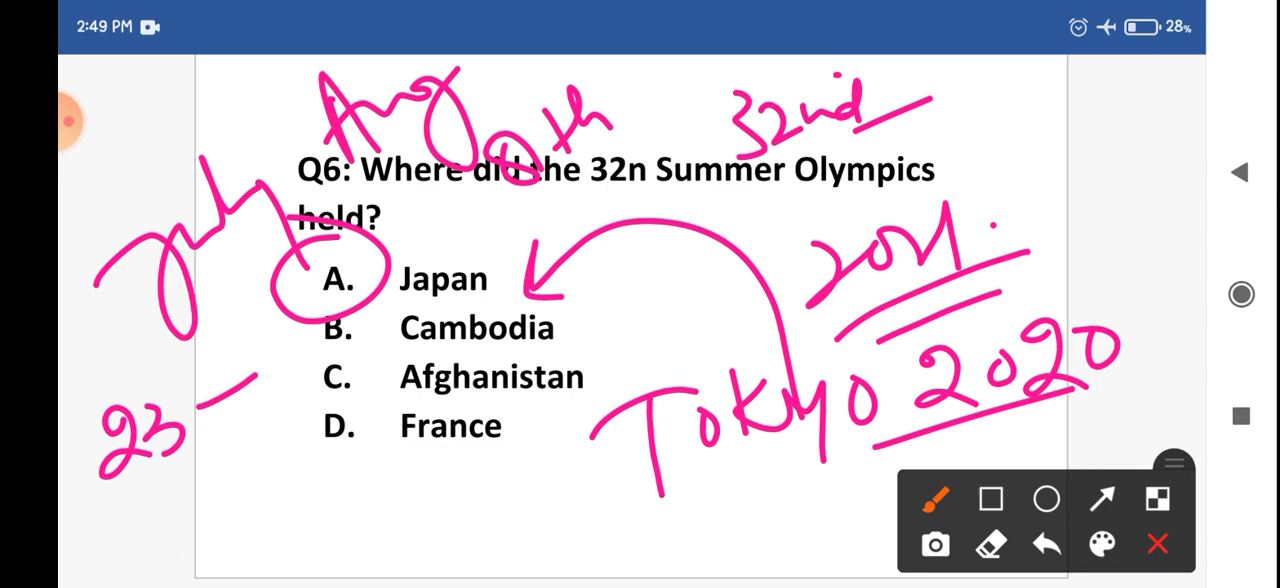 2:49 PM
28%
Aug 8th
32nd
Q6: Where did the 32n Summer Olympics
held?
July
A. Japan
2021.
B. Cambodia
Tokyo 2020
C. Afghanistan
23 -
D. France